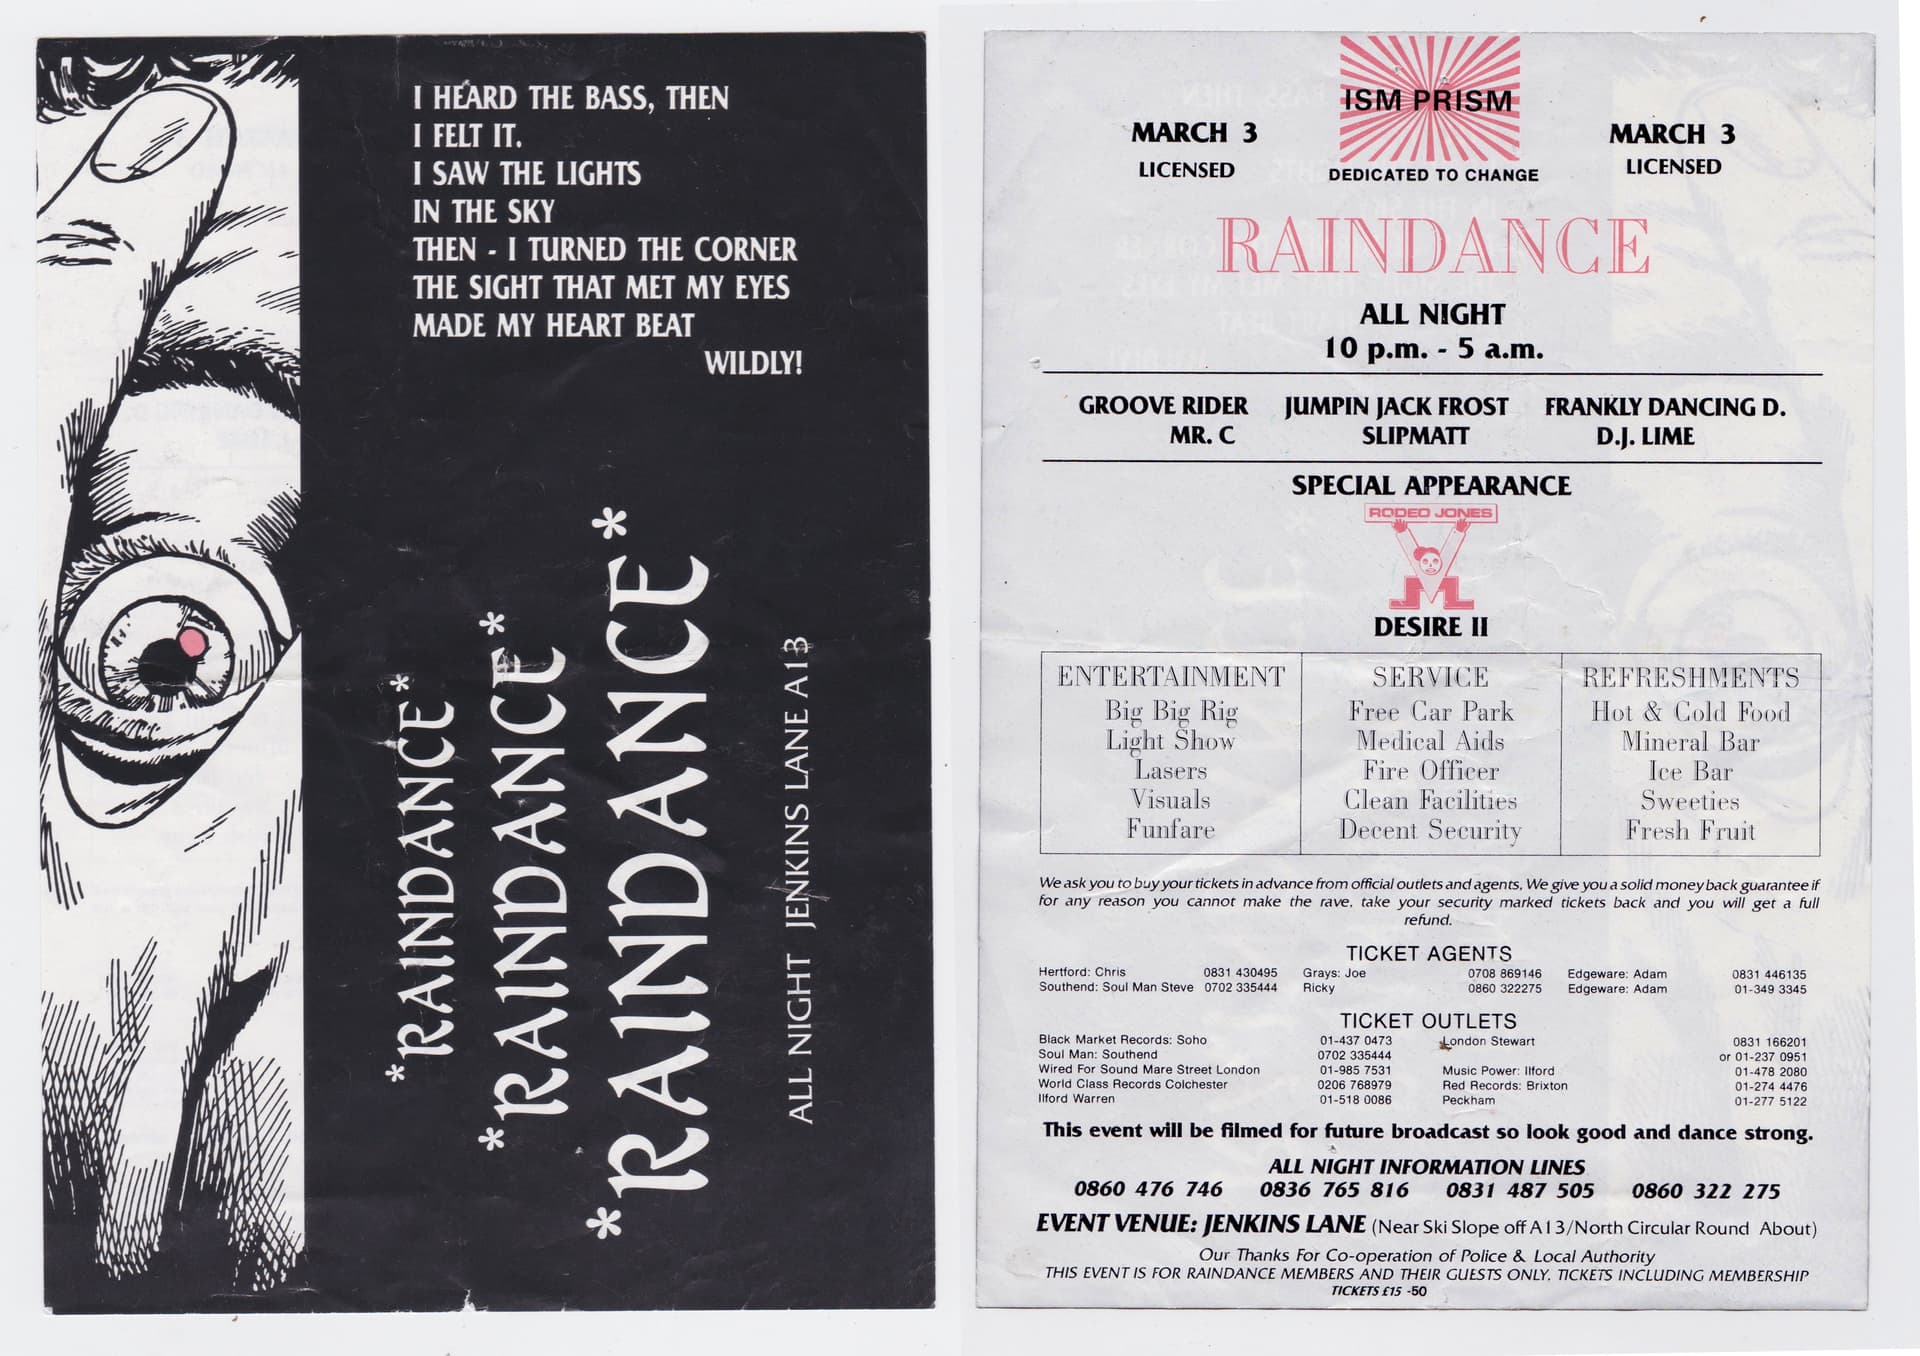 I HEARD THE BASS, THEN
I FELT IT.
I SAW THE LIGHTS
IN THE SKY
THEN - I TURNED THE CORNER
THE SIGHT THAT MET MY EYES
MADE MY HEART BEAT
WILDLY!
*RAINDANCE*
*RAINDANCE*
*RAINDANCE*
ALL NIGHT JENKINS LANE A13
ISM PRISM
DEDICATED TO CHANGE
MARCH 3
LICENSED
MARCH 3
LICENSED
RAINDANCE
ALL NIGHT
10 p.m. - 5 a.m.
GROOVE RIDER JUMPIN JACK FROST FRANKLY DANCING D.
MR. C SLIPMATT D.J. LIME
SPECIAL APPEARANCE
RODEO JONES
DESIRE II
ENTERTAINMENT
Big Big Rig
Light Show
Lasers
Visuals
Funfare
SERVICE
Free Car Park
Medical Aids
Fire Officer
Clean Facilities
Decent Security
REFRESHMENTS
Hot & Cold Food
Mineral Bar
Ice Bar
Sweeties
Fresh Fruit
We ask you to buy your tickets in advance from official outlets and agents, We give you a solid money back guarantee if
for any reason you cannot make the rave, take your security marked tickets back and you will get a full
refund.
TICKET AGENTS
Hertford: Chris 0831 430495 Grays: Joe 0708 869146 Edgeware: Adam 0831 446135
Southend: Soul Man Steve 0702 335444 Ricky 0860 322275 Edgeware: Adam 01-349 3345
TICKET OUTLETS
Black Market Records: Soho 01-437 0473 London Stewart 0831 166201
Soul Man: Southend 0702 335444 or 01-237 0951
Wired For Sound Mare Street London 01-985 7531 Music Power: Ilford 01-478 2080
World Class Records Colchester 0206 768979 Red Records: Brixton 01-274 4476
Ilford Warren 01-518 0086 Peckham 01-277 5122
This event will be filmed for future broadcast so look good and dance strong.
ALL NIGHT INFORMATION LINES
0860 476 746 0836 765 816 0831 487 505 0860 322 275
EVENT VENUE: JENKINS LANE (Near Ski Slope off A13/North Circular Round About)
Our Thanks For Co-operation of Police & Local Authority
THIS EVENT IS FOR RAINDANCE MEMBERS AND THEIR GUESTS ONLY. TICKETS INCLUDING MEMBERSHIP
TICKETS £15 -50